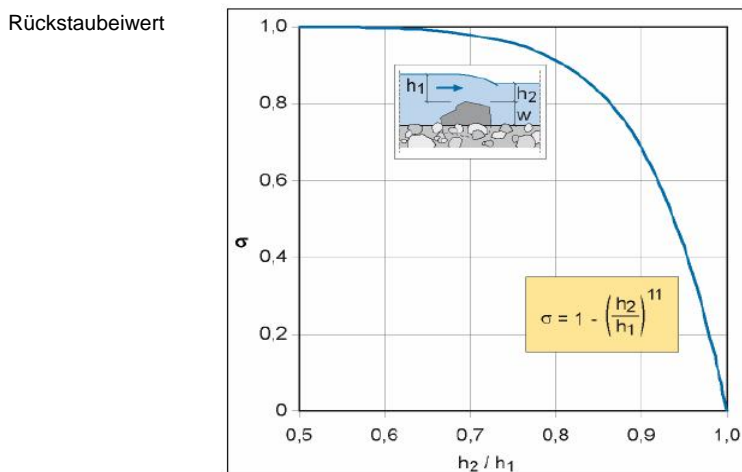 Rückstaubeiwert
1,0
0,8
0,6
0,4
0,2
0
σ
h1
h2
w
σ = 1 - (h2/h1)^11
0,5 0,6 0,7 0,8 0,9 1,0
h2 / h1